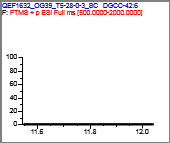 QEF1632_OG39_T5-28-0-3_SC DGCC-42:6
F: FTMS + p ESI Full ms [500.0000-2000.0000]
100
80
60
40
20
0
11.6 11.8 12.0